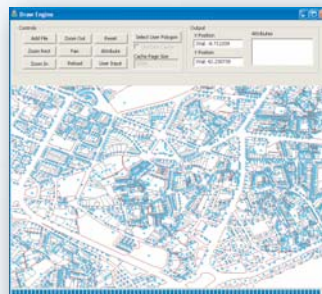 Draw Engine
Controls
Add File
Zoom Out
Reset
Select User Polygon
Zoom Rect
Pan
Attribute
Cache Page Size
Zoom In
Reload
User Input
Output
X Position
Y Position
Attributes